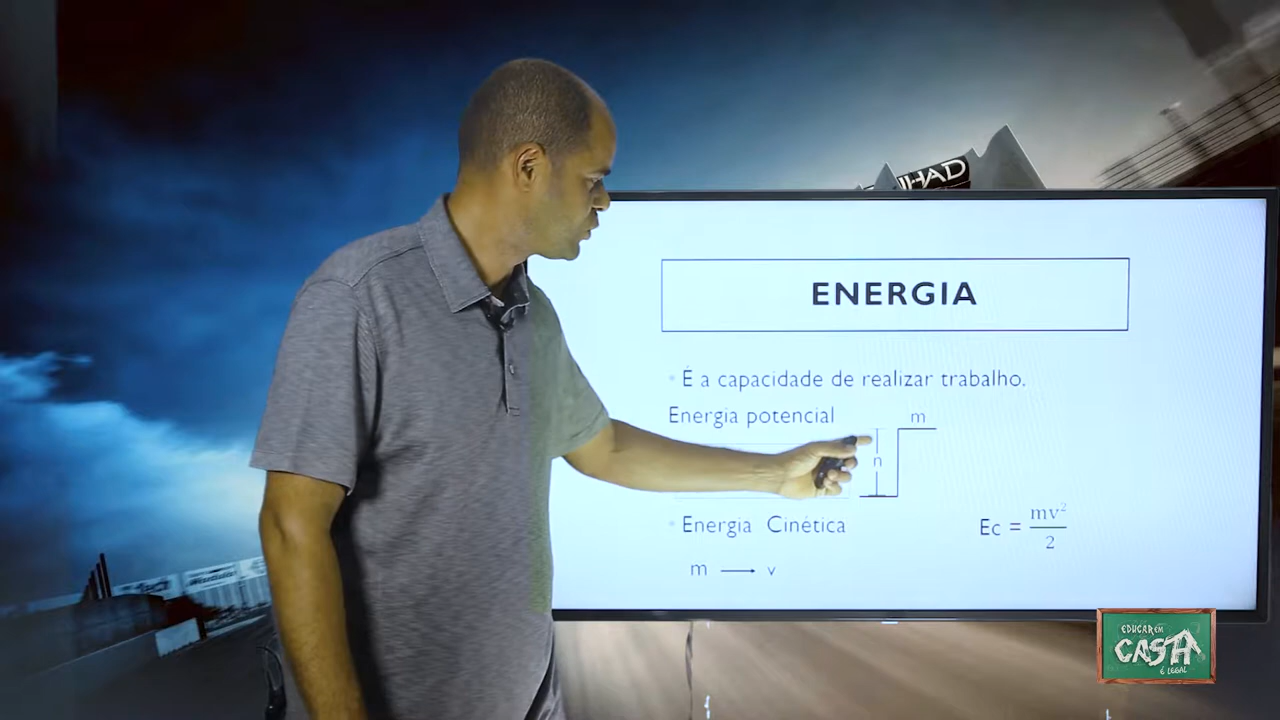 IHAD
ENERGIA
É a capacidade de realizar trabalho.
Energia potencial
m
n
Energia Cinética
Ec = mv²/2
m → v
EDUCAR EM
CASA
É LEGAL